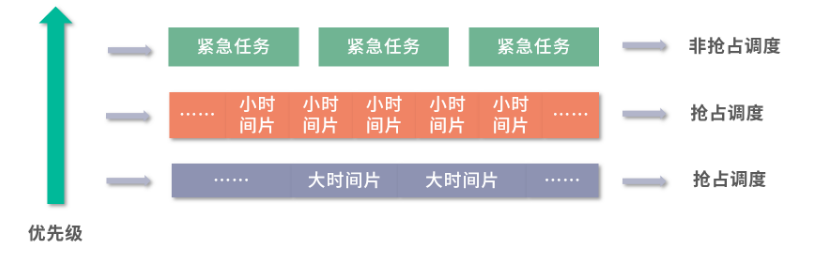 紧急任务 紧急任务 紧急任务 非抢占调度
…… 小时间片 小时间片 小时间片 小时间片 小时间片 …… 抢占调度
…… 大时间片 大时间片 …… 抢占调度
优先级